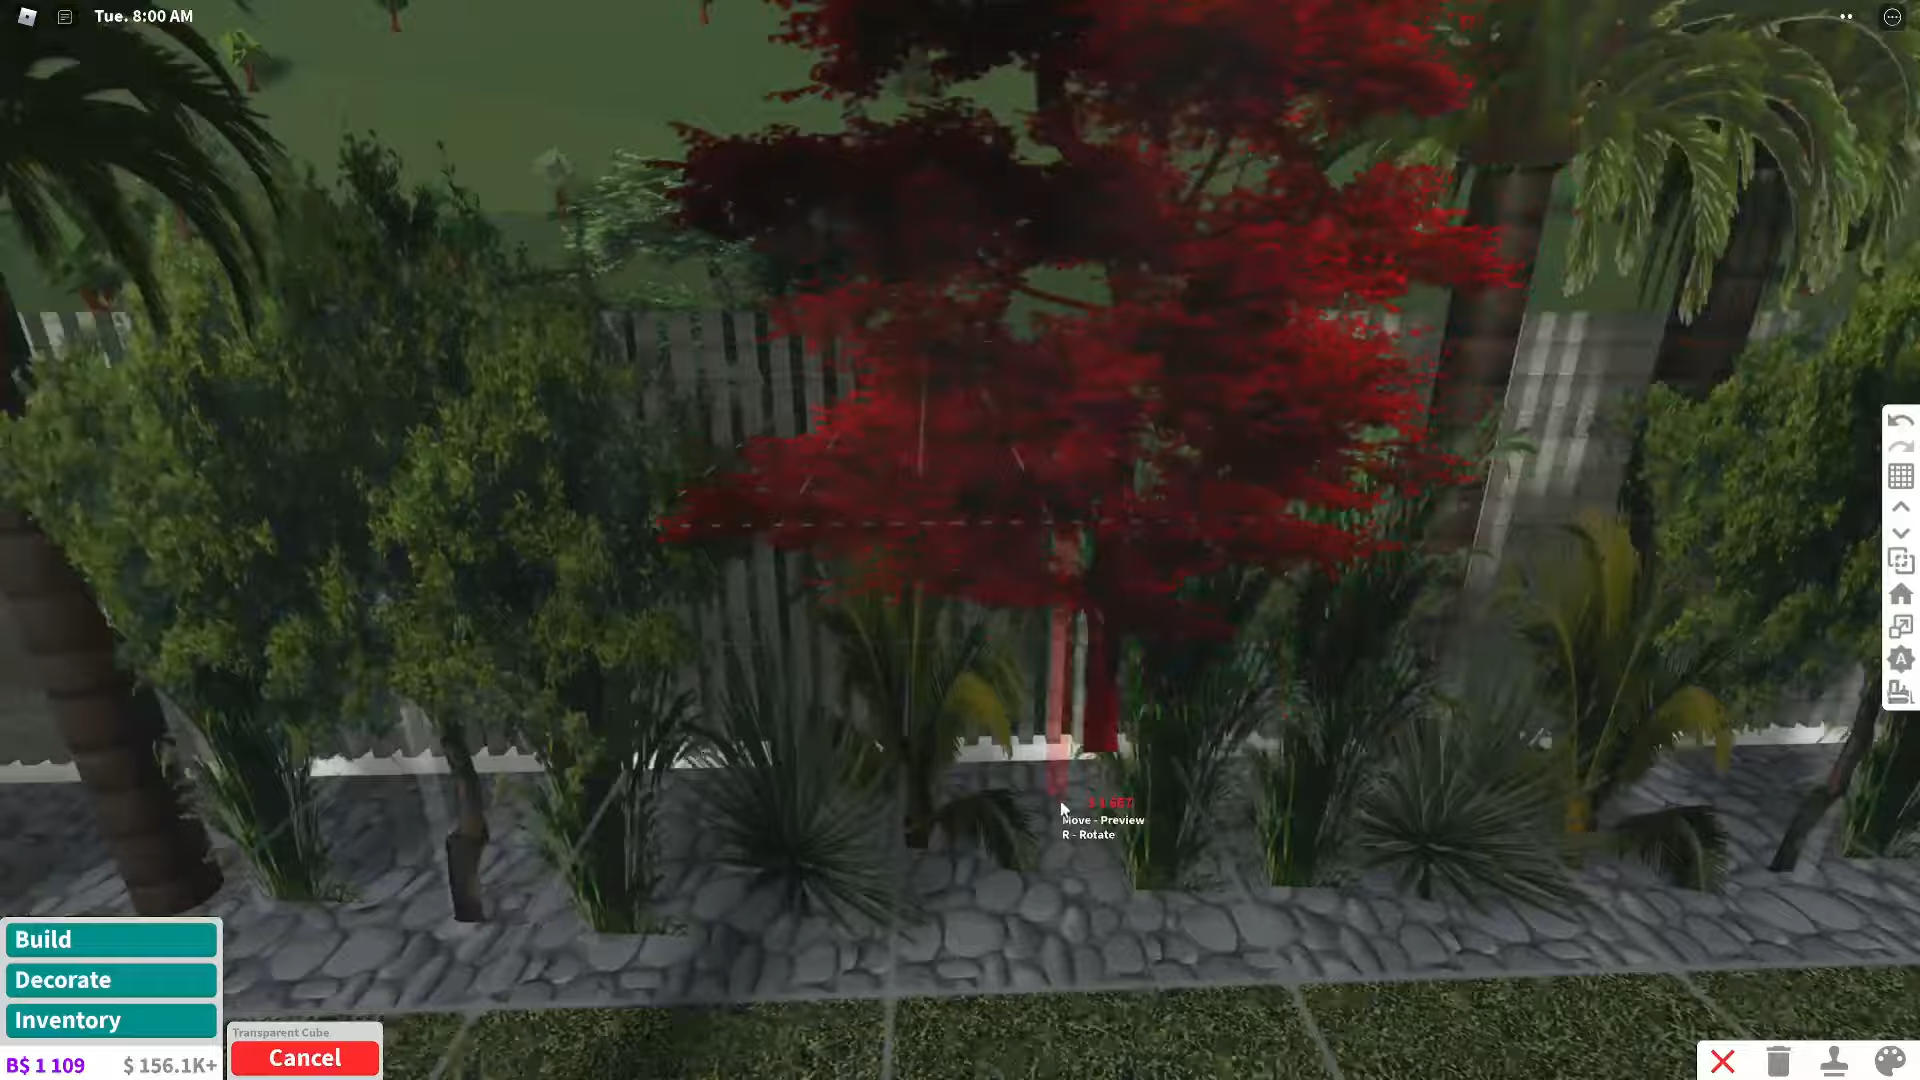 Tue. 8:00 AM
Move - Preview
R - Rotate
Build
Decorate
Inventory
B$ 1 109
$ 156.1K+
Transparent Cube
Cancel